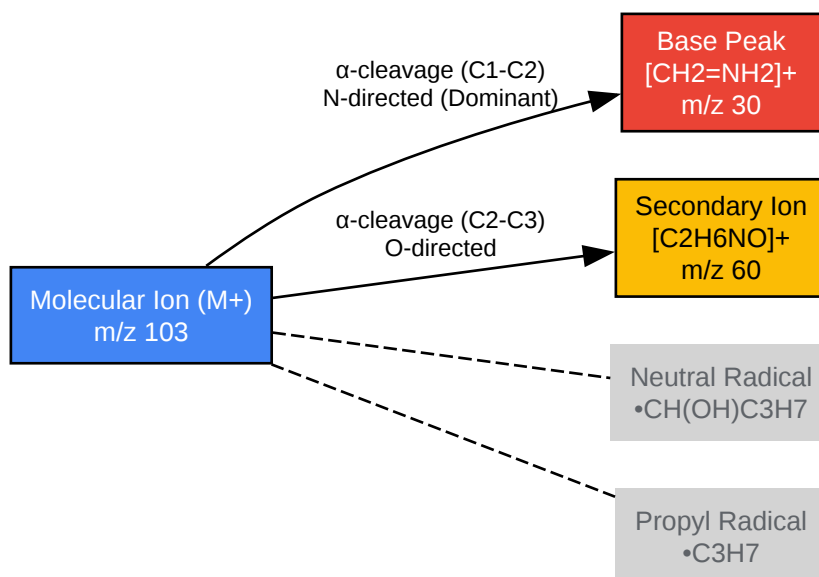 α-cleavage (C1-C2)
N-directed (Dominant)
Base Peak
[CH2=NH2]+
m/z 30
α-cleavage (C2-C3)
O-directed
Secondary Ion
[C2H6NO]+
m/z 60
Molecular Ion (M+)
m/z 103
Neutral Radical
•CH(OH)C3H7
Propyl Radical
•C3H7